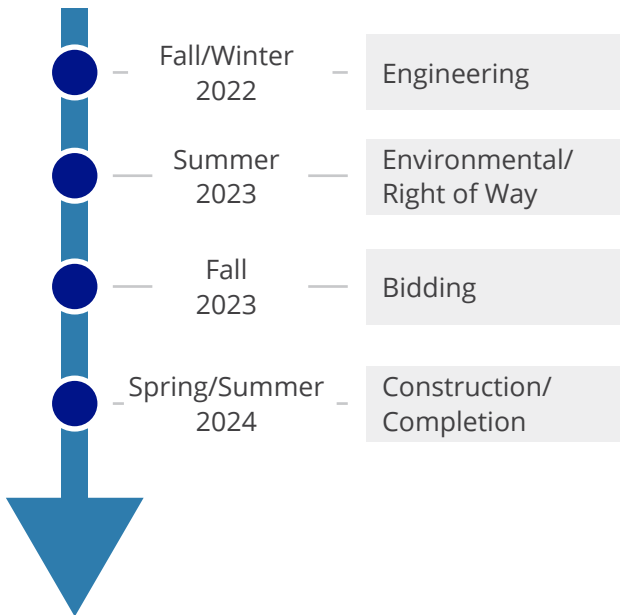 Fall/Winter
2022
Engineering
Summer
2023
Environmental/
Right of Way
Fall
2023
Bidding
Spring/Summer
2024
Construction/
Completion